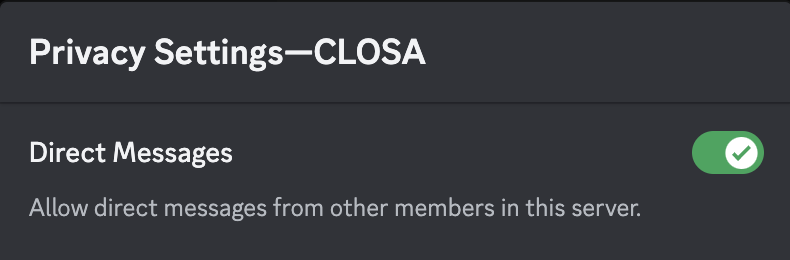 Privacy Settings—CLOSA
Direct Messages
Allow direct messages from other members in this server.